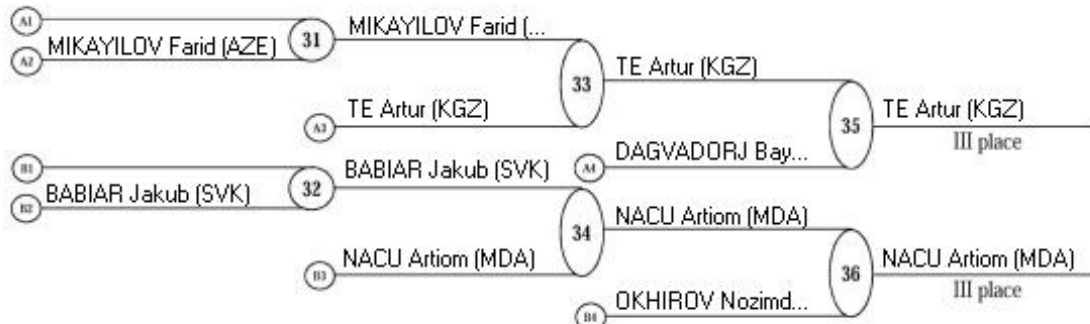 A1
MIKAYILOV Farid (...
A2
MIKAYILOV Farid (AZE)
31
TE Artur (KGZ)
33
A3
TE Artur (KGZ)
35
TE Artur (KGZ)
III place
A4
DAGVADORJ Bay...
B1
BABIAR Jakub (SVK)
B2
BABIAR Jakub (SVK)
32
34
NACU Artiom (MDA)
B3
NACU Artiom (MDA)
36
NACU Artiom (MDA)
III place
B4
OKHIROV Nozimd...